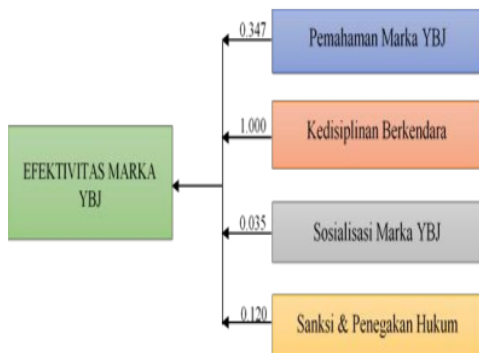 0.347
Pemahaman Marka YBJ
1.000
Kedisiplinan Berkendara
EFEKTIVITAS MARKA
YBJ
0.035
Sosialisasi Marka YBJ
0.120
Sanksi & Penegakan Hukum